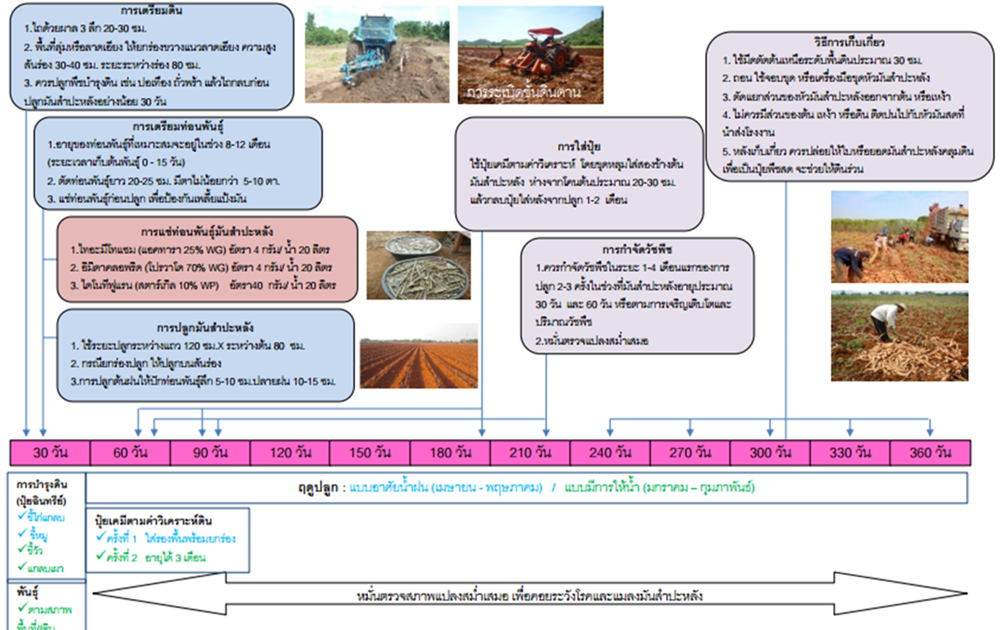 การเตรียมดิน
1.ไถด้วยผาล 3 ลึก 20-30 ซม.
2. พื้นที่ลุ่มหรือลาดเอียง ให้ยกร่องขวางแนวลาดเอียง ความสูง
สันร่อง 30-40 ซม. ระยะระหว่างร่อง 80 ซม.
3. ควรปลูกพืชบำรุงดิน เช่น ปอเทือง ถั่วพร้า แล้วไถกลบก่อน
ปลูกมันสำปะหลังอย่างน้อย 30 วัน
การระเบิดชั้นดินดาน
วิธีการเก็บเกี่ยว
1. ใช้มีดตัดต้นเหนือระดับพื้นดินประมาณ 30 ซม.
2. ถอน ใช้จอบขุด หรือเครื่องมือขุดหัวมันสำปะหลัง
3. ตัดแยกส่วนของหัวมันสำปะหลังออกจากต้น หรือเหง้า
4. ไม่ควรมีส่วนของต้น เหง้า หรือดิน ติดปนไปกับหัวมันสดที่
นำส่งโรงงาน
5. หลังเก็บเกี่ยว ควรปล่อยให้ใบหรือยอดมันสำปะหลังคลุมดิน
เพื่อเป็นปุ๋ยพืชสด จะช่วยให้ดินร่วน
การเตรียมท่อนพันธุ์
1.อายุของท่อนพันธุ์ที่เหมาะสมจะอยู่ในช่วง 8-12 เดือน
(ระยะเวลาเก็บต้นพันธุ์ 0 - 15 วัน)
2. ตัดท่อนพันธุ์ยาว 20-25 ซม. มีตาไม่น้อยกว่า 5-10 ตา.
3. แช่ท่อนพันธุ์ก่อนปลูก เพื่อป้องกันเพลี้ยแป้งมัน
การใส่ปุ๋ย
ใช้ปุ๋ยเคมีตามค่าวิเคราะห์ โดยขุดหลุมใส่สองข้างต้น
มันสำปะหลัง ห่างจากโคนต้นประมาณ 20-30 ซม.
แล้วกลบปุ๋ยใส่หลังจากปลูก 1-2 เดือน
การแช่ท่อนพันธุ์มันสำปะหลัง
1.ไทอะมีโทแซม (แอคทารา 25% WG) อัตรา 4 กรัม/ น้ำ 20 ลิตร
2. อิมิดาคลอพริด (โปรวาโด 70% WG) อัตรา 4 กรัม/ น้ำ 20 ลิตร
3. ไดโนทีฟูแรน (สตาร์เกิล 10% WP) อัตรา40 กรัม/ น้ำ 20 ลิตร
การกำจัดวัชพืช
1.ควรกำจัดวัชพืชในระยะ 1-4 เดือนแรกของการ
ปลูก 2-3 ครั้งในช่วงที่มันสำปะหลังอายุประมาณ
30 วัน และ 60 วัน หรือตามการเจริญเติบโตและ
ปริมาณวัชพืช
2.หมั่นตรวจแปลงสม่ำเสมอ
การปลูกมันสำปะหลัง
1. ใช้ระยะปลูกระหว่างแถว 120 ซม.X ระหว่างต้น 80 ซม.
2. กรณียกร่องปลูก ให้ปลูกบนสันร่อง
3.การปลูกต้นฝนให้ปักท่อนพันธุ์ลึก 5-10 ซม.ปลายฝน 10-15 ซม.
30 วัน 60 วัน 90 วัน 120 วัน 150 วัน 180 วัน 210 วัน 240 วัน 270 วัน 300 วัน 330 วัน 360 วัน
ฤดูปลูก : แบบอาศัยน้ำฝน (เมษายน - พฤษภาคม) / แบบมีการให้น้ำ (มกราคม – กุมภาพันธ์)
การบำรุงดิน
(ปุ๋ยอินทรีย์)
✓ขี้ไก่แกลบ
✓ขี้หมู
✓ขี้วัว
✓แกลบเผา
ปุ๋ยเคมีตามค่าวิเคราะห์ดิน
✓ครั้งที่ 1 ใส่รองพื้นพร้อมยกร่อง
✓ครั้งที่ 2 อายุได้ 3 เดือน
หมั่นตรวจสภาพแปลงสม่ำเสมอ เพื่อคอยระวังโรคและแมลงมันสำปะหลัง
พันธุ์
✓ตามสภาพ
พื้นที่/ดิน